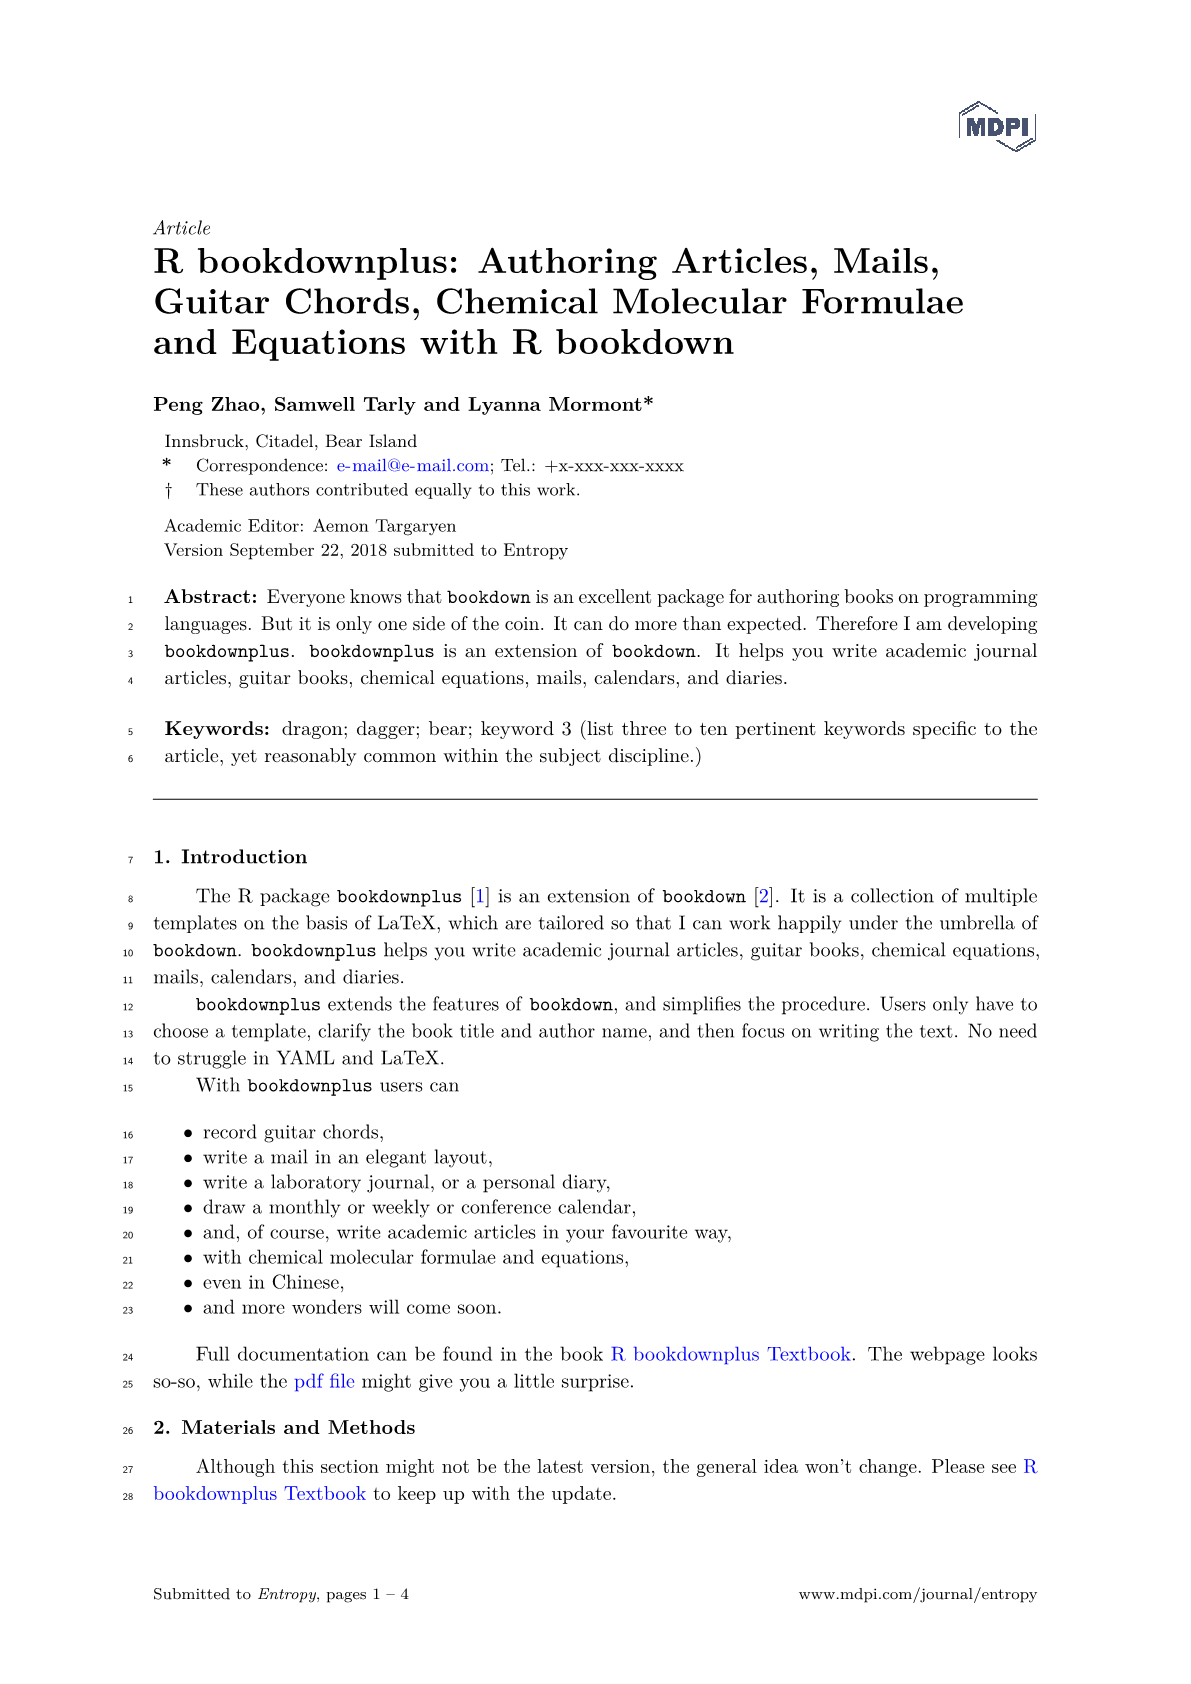 MDPI
Article
R bookdownplus: Authoring Articles, Mails,
Guitar Chords, Chemical Molecular Formulae
and Equations with R bookdown
Peng Zhao, Samwell Tarly and Lyanna Mormont*
Innsbruck, Citadel, Bear Island
* Correspondence: e-mail@e-mail.com; Tel.: +x-xxx-xxx-xxxx
† These authors contributed equally to this work.
Academic Editor: Aemon Targaryen
Version September 22, 2018 submitted to Entropy
1 Abstract: Everyone knows that bookdown is an excellent package for authoring books on programming
2 languages. But it is only one side of the coin. It can do more than expected. Therefore I am developing
3 bookdownplus. bookdownplus is an extension of bookdown. It helps you write academic journal
4 articles, guitar books, chemical equations, mails, calendars, and diaries.
5 Keywords: dragon; dagger; bear; keyword 3 (list three to ten pertinent keywords specific to the
6 article, yet reasonably common within the subject discipline.)
7 1. Introduction
8 The R package bookdownplus [1] is an extension of bookdown [2]. It is a collection of multiple
9 templates on the basis of LaTeX, which are tailored so that I can work happily under the umbrella of
10 bookdown. bookdownplus helps you write academic journal articles, guitar books, chemical equations,
11 mails, calendars, and diaries.
12 bookdownplus extends the features of bookdown, and simplifies the procedure. Users only have to
13 choose a template, clarify the book title and author name, and then focus on writing the text. No need
14 to struggle in YAML and LaTeX.
15 With bookdownplus users can
16 • record guitar chords,
17 • write a mail in an elegant layout,
18 • write a laboratory journal, or a personal diary,
19 • draw a monthly or weekly or conference calendar,
20 • and, of course, write academic articles in your favourite way,
21 • with chemical molecular formulae and equations,
22 • even in Chinese,
23 • and more wonders will come soon.
24 Full documentation can be found in the book R bookdownplus Textbook. The webpage looks
25 so-so, while the pdf file might give you a little surprise.
26 2. Materials and Methods
27 Although this section might not be the latest version, the general idea won't change. Please see R
28 bookdownplus Textbook to keep up with the update.
Submitted to Entropy, pages 1 – 4 www.mdpi.com/journal/entropy